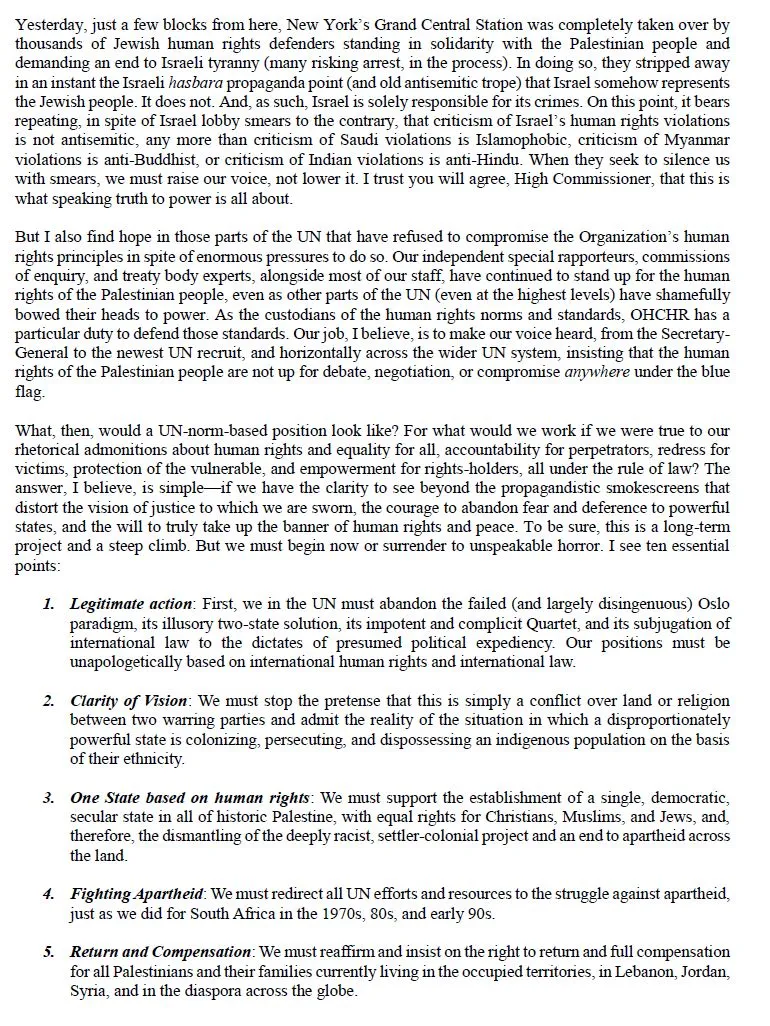 Yesterday, just a few blocks from here, New York's Grand Central Station was completely taken over by
thousands of Jewish human rights defenders standing in solidarity with the Palestinian people and
demanding an end to Israeli tyranny (many risking arrest, in the process). In doing so, they stripped away
in an instant the Israeli hasbara propaganda point (and old antisemitic trope) that Israel somehow represents
the Jewish people. It does not. And, as such, Israel is solely responsible for its crimes. On this point, it bears
repeating, in spite of Israel lobby smears to the contrary, that criticism of Israel's human rights violations
is not antisemitic, any more than criticism of Saudi violations is Islamophobic, criticism of Myanmar
violations is anti-Buddhist, or criticism of Indian violations is anti-Hindu. When they seek to silence us
with smears, we must raise our voice, not lower it. I trust you will agree, High Commissioner, that this is
what speaking truth to power is all about.
But I also find hope in those parts of the UN that have refused to compromise the Organization's human
rights principles in spite of enormous pressures to do so. Our independent special rapporteurs, commissions
of enquiry, and treaty body experts, alongside most of our staff, have continued to stand up for the human
rights of the Palestinian people, even as other parts of the UN (even at the highest levels) have shamefully
bowed their heads to power. As the custodians of the human rights norms and standards, OHCHR has a
particular duty to defend those standards. Our job, I believe, is to make our voice heard, from the Secretary-
General to the newest UN recruit, and horizontally across the wider UN system, insisting that the human
rights of the Palestinian people are not up for debate, negotiation, or compromise anywhere under the blue
flag.
What, then, would a UN-norm-based position look like? For what would we work if we were true to our
rhetorical admonitions about human rights and equality for all, accountability for perpetrators, redress for
victims, protection of the vulnerable, and empowerment for rights-holders, all under the rule of law? The
answer, I believe, is simple—if we have the clarity to see beyond the propagandistic smokescreens that
distort the vision of justice to which we are sworn, the courage to abandon fear and deference to powerful
states, and the will to truly take up the banner of human rights and peace. To be sure, this is a long-term
project and a steep climb. But we must begin now or surrender to unspeakable horror. I see ten essential
points:
1. Legitimate action: First, we in the UN must abandon the failed (and largely disingenuous) Oslo
paradigm, its illusory two-state solution, its impotent and complicit Quartet, and its subjugation of
international law to the dictates of presumed political expediency. Our positions must be
unapologetically based on international human rights and international law.
2. Clarity of Vision: We must stop the pretense that this is simply a conflict over land or religion
between two warring parties and admit the reality of the situation in which a disproportionately
powerful state is colonizing, persecuting, and dispossessing an indigenous population on the basis
of their ethnicity.
3. One State based on human rights: We must support the establishment of a single, democratic,
secular state in all of historic Palestine, with equal rights for Christians, Muslims, and Jews, and,
therefore, the dismantling of the deeply racist, settler-colonial project and an end to apartheid across
the land.
4. Fighting Apartheid: We must redirect all UN efforts and resources to the struggle against apartheid,
just as we did for South Africa in the 1970s, 80s, and early 90s.
5. Return and Compensation: We must reaffirm and insist on the right to return and full compensation
for all Palestinians and their families currently living in the occupied territories, in Lebanon, Jordan,
Syria, and in the diaspora across the globe.